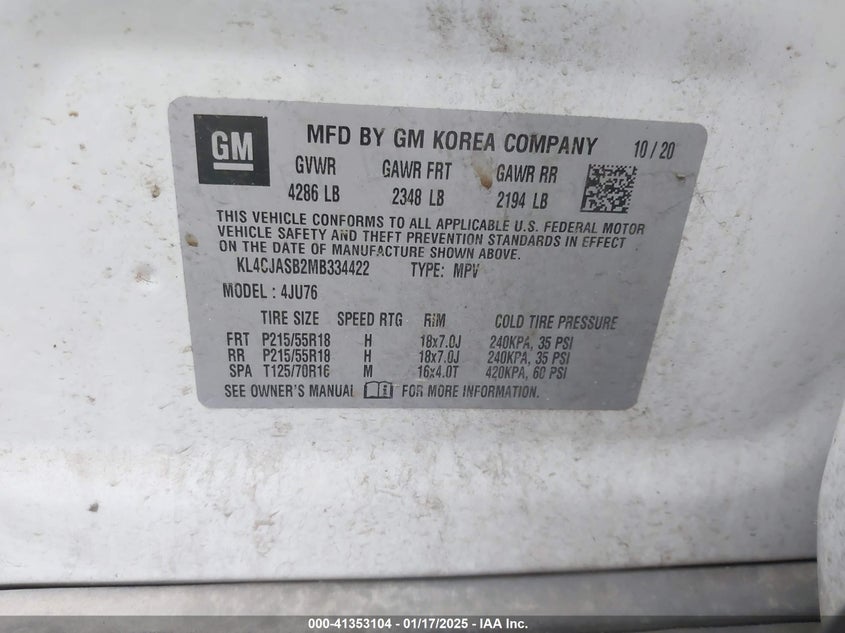 GM
MFD BY GM KOREA COMPANY 10 / 20
GVWR GAWR FRT GAWR RR
4286 LB 2348 LB 2194 LB
THIS VEHICLE CONFORMS TO ALL APPLICABLE U.S. FEDERAL MOTOR
VEHICLE SAFETY AND THEFT PREVENTION STANDARDS IN EFFECT
ON THE DATE OF MANUFACTURE SHOWN ABOVE.
KL4CJASB2MB334422 TYPE: MPV
MODEL : 4JU76
TIRE SIZE SPEED RTG RIM COLD TIRE PRESSURE
FRT P215/55R18 H 18x7.0J 240KPA, 35 PSI
RR P215/55R18 H 18x7.0J 240KPA, 35 PSI
SPA T125/70R16 M 16x4.0T 420KPA, 60 PSI
SEE OWNER'S MANUAL FOR MORE INFORMATION.
000-41353104 - 01/17/2025 - IAA Inc.